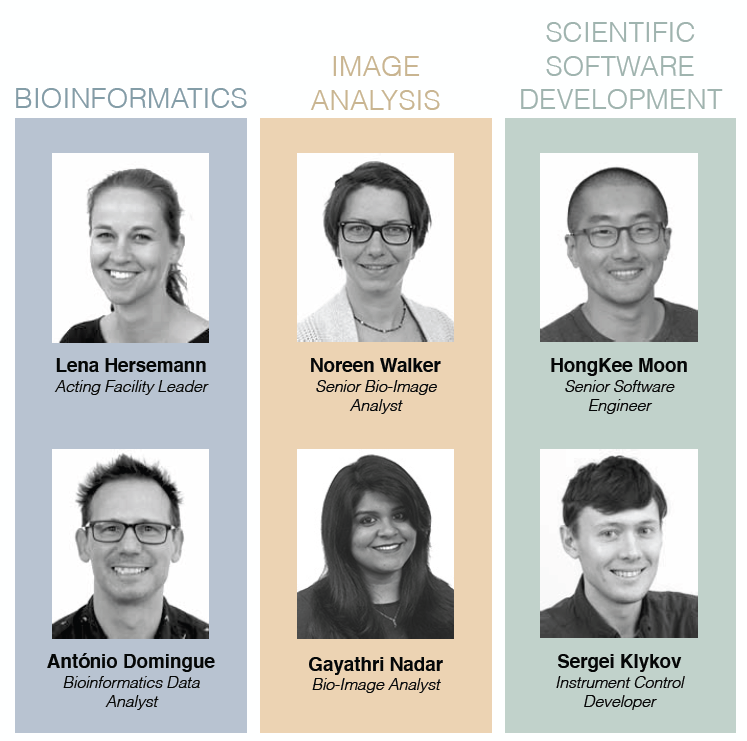 BIOINFORMATICS
IMAGE
ANALYSIS
SCIENTIFIC
SOFTWARE
DEVELOPMENT
Lena Hersemann
Acting Facility Leader
Noreen Walker
Senior Bio-Image
Analyst
HongKee Moon
Senior Software
Engineer
António Domingue
Bioinformatics Data
Analyst
Gayathri Nadar
Bio-Image Analyst
Sergei Klykov
Instrument Control
Developer